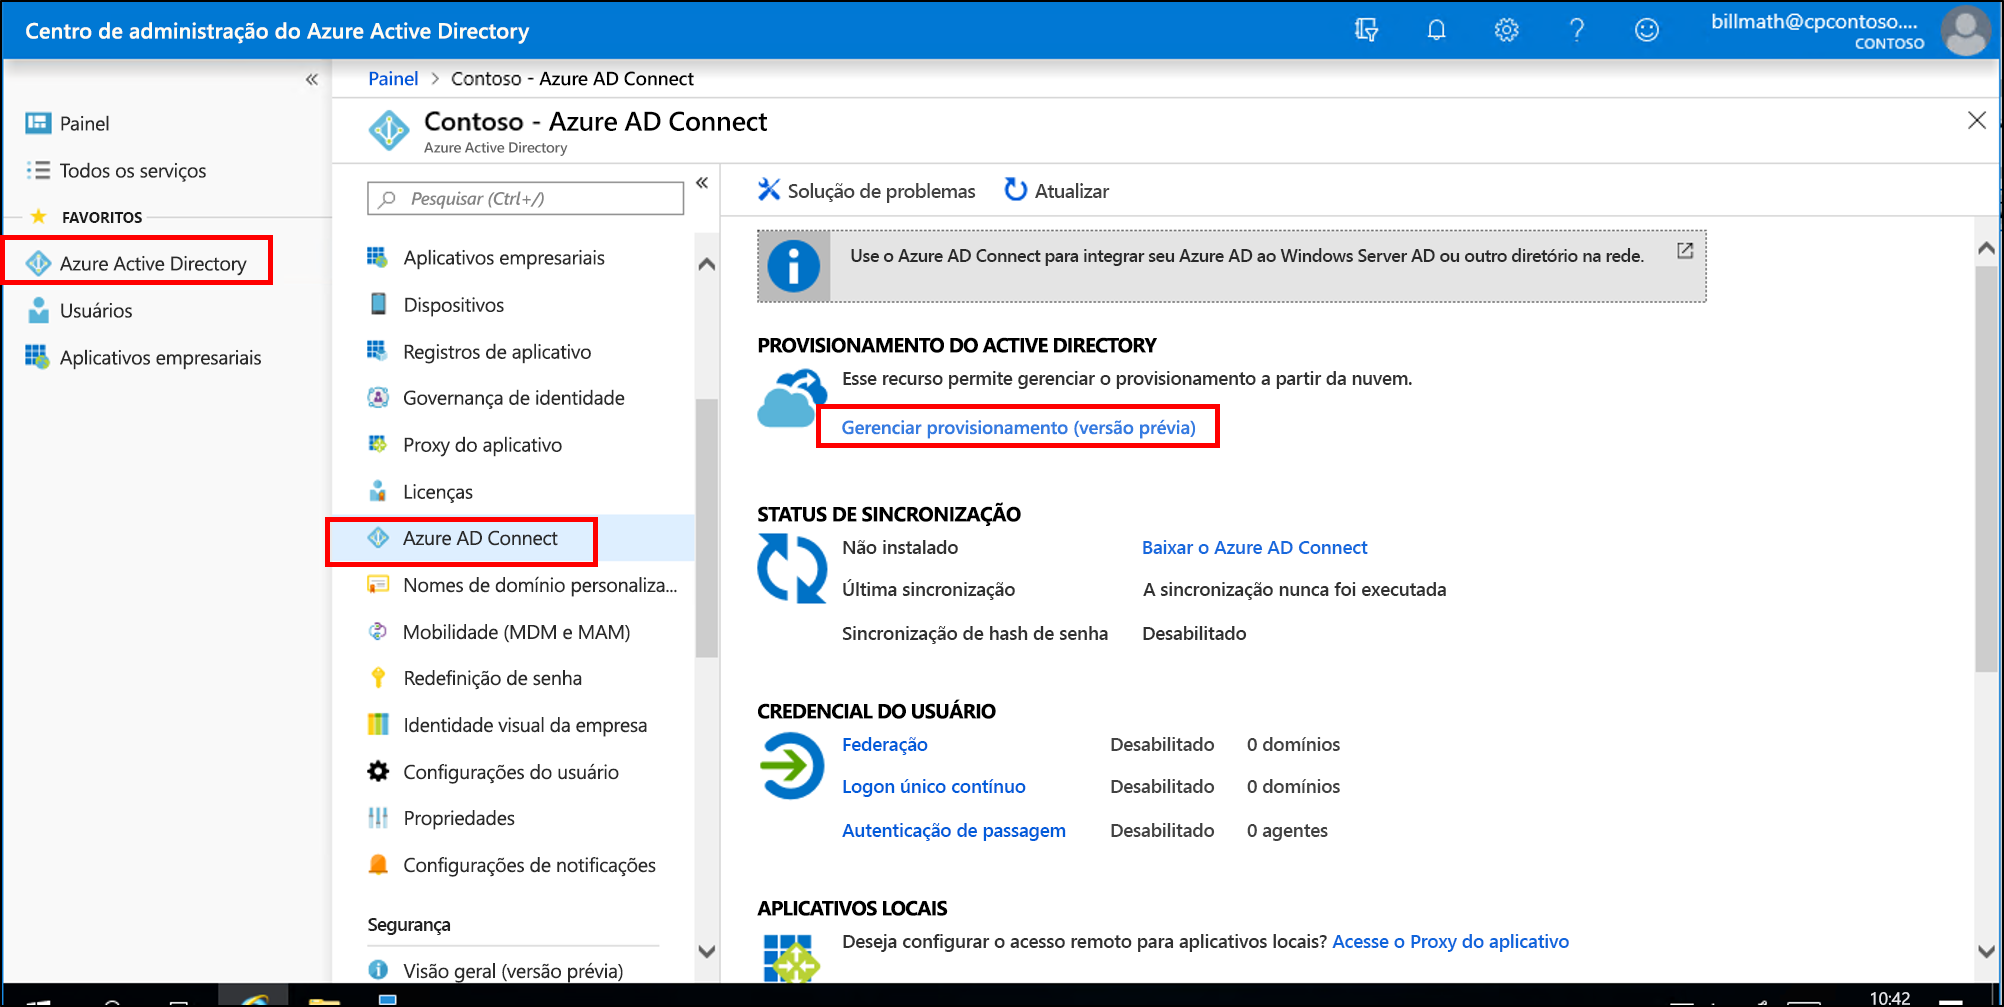 Centro de administração do Azure Active Directory
billmath@cpcontoso....
CONTOSO
Painel > Contoso - Azure AD Connect
Contoso - Azure AD Connect
Azure Active Directory
Painel
Todos os serviços
FAVORITOS
Azure Active Directory
Usuários
Aplicativos empresariais
Pesquisar (Ctrl+/)
Aplicativos empresariais
Dispositivos
Registros de aplicativo
Governança de identidade
Proxy do aplicativo
Licenças
Azure AD Connect
Nomes de domínio personaliza...
Mobilidade (MDM e MAM)
Redefinição de senha
Identidade visual da empresa
Configurações do usuário
Propriedades
Configurações de notificações
Segurança
Visão geral (versão prévia)
Solução de problemas Atualizar
Use o Azure AD Connect para integrar seu Azure AD ao Windows Server AD ou outro diretório na rede.
PROVISIONAMENTO DO ACTIVE DIRECTORY
Esse recurso permite gerenciar o provisionamento a partir da nuvem.
Gerenciar provisionamento (versão prévia)
STATUS DE SINCRONIZAÇÃO
Não instalado Baixar o Azure AD Connect
Última sincronização A sincronização nunca foi executada
Sincronização de hash de senha Desabilitado
CREDENCIAL DO USUÁRIO
Federação Desabilitado 0 domínios
Logon único contínuo Desabilitado 0 domínios
Autenticação de passagem Desabilitado 0 agentes
APLICATIVOS LOCAIS
Deseja configurar o acesso remoto para aplicativos locais? Acesse o Proxy do aplicativo
10:42